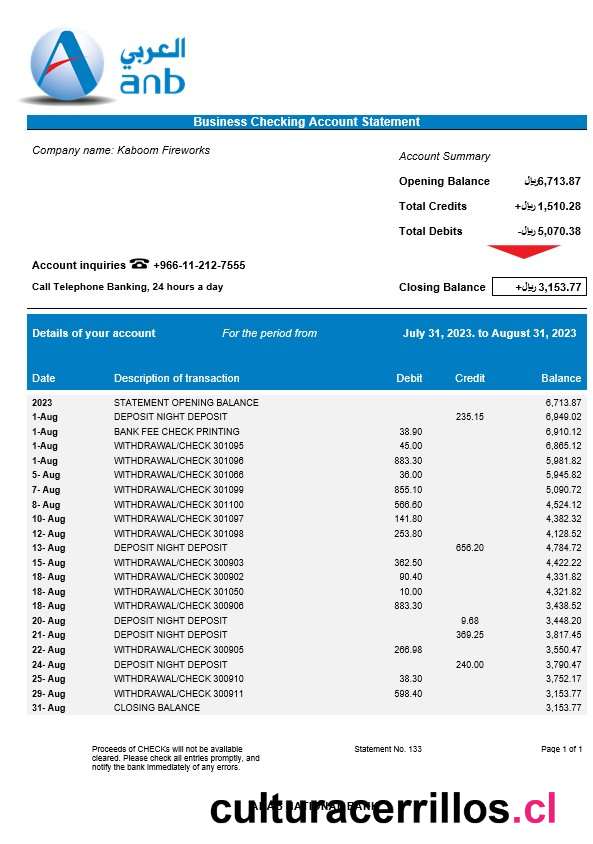 العربي
anb
Business Checking Account Statement
Company name: Kaboom Fireworks
Account Summary
Opening Balance ﷼6,713.87
Total Credits +﷼ 1,510.28
Total Debits -﷼ 5,070.38
Account inquiries ☎ +966-11-212-7555
Call Telephone Banking, 24 hours a day
Closing Balance +﷼ 3,153.77
Details of your account For the period from July 31, 2023. to August 31, 2023
Date Description of transaction Debit Credit Balance
2023 STATEMENT OPENING BALANCE 6,713.87
1-Aug DEPOSIT NIGHT DEPOSIT 235.15 6,949.02
1-Aug BANK FEE CHECK PRINTING 38.90 6,910.12
1-Aug WITHDRAWAL/CHECK 301095 45.00 6,865.12
1-Aug WITHDRAWAL/CHECK 301096 883.30 5,981.82
5- Aug WITHDRAWAL/CHECK 301066 36.00 5,945.82
7- Aug WITHDRAWAL/CHECK 301099 855.10 5,090.72
8- Aug WITHDRAWAL/CHECK 301100 566.60 4,524.12
10- Aug WITHDRAWAL/CHECK 301097 141.80 4,382.32
12- Aug WITHDRAWAL/CHECK 301098 253.80 4,128.52
13- Aug DEPOSIT NIGHT DEPOSIT 656.20 4,784.72
15- Aug WITHDRAWAL/CHECK 300903 362.50 4,422.22
18- Aug WITHDRAWAL/CHECK 300902 90.40 4,331.82
18- Aug WITHDRAWAL/CHECK 301050 10.00 4,321.82
18- Aug WITHDRAWAL/CHECK 300906 883.30 3,438.52
20- Aug DEPOSIT NIGHT DEPOSIT 9.68 3,448.20
21- Aug DEPOSIT NIGHT DEPOSIT 369.25 3,817.45
22- Aug WITHDRAWAL/CHECK 300905 266.98 3,550.47
24- Aug DEPOSIT NIGHT DEPOSIT 240.00 3,790.47
25- Aug WITHDRAWAL/CHECK 300910 38.30 3,752.17
29- Aug WITHDRAWAL/CHECK 300911 598.40 3,153.77
31- Aug CLOSING BALANCE 3,153.77
Proceeds of CHECKs will not be available Statement No. 133 Page 1 of 1
cleared. Please check all entries promptly, and
notify the bank immediately of any errors.
ARAB NATIONAL BANK
culturacerrillos.cl